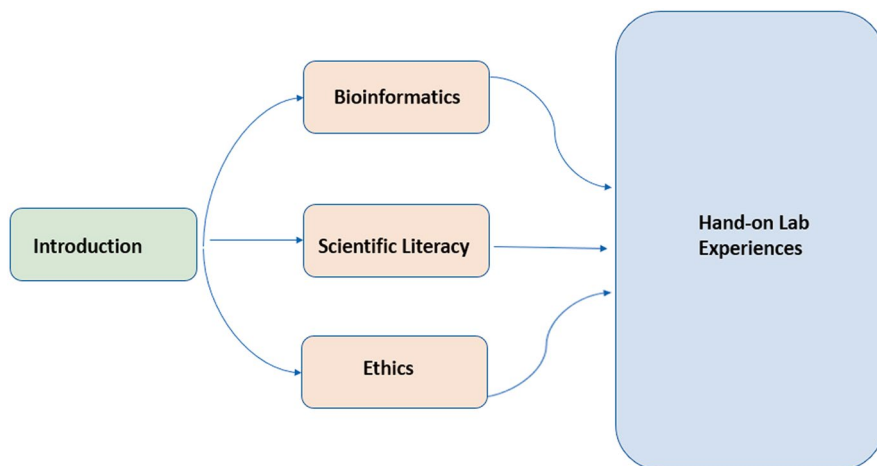 Bioinformatics
Introduction
Scientific Literacy
Ethics
Hand-on Lab
Experiences